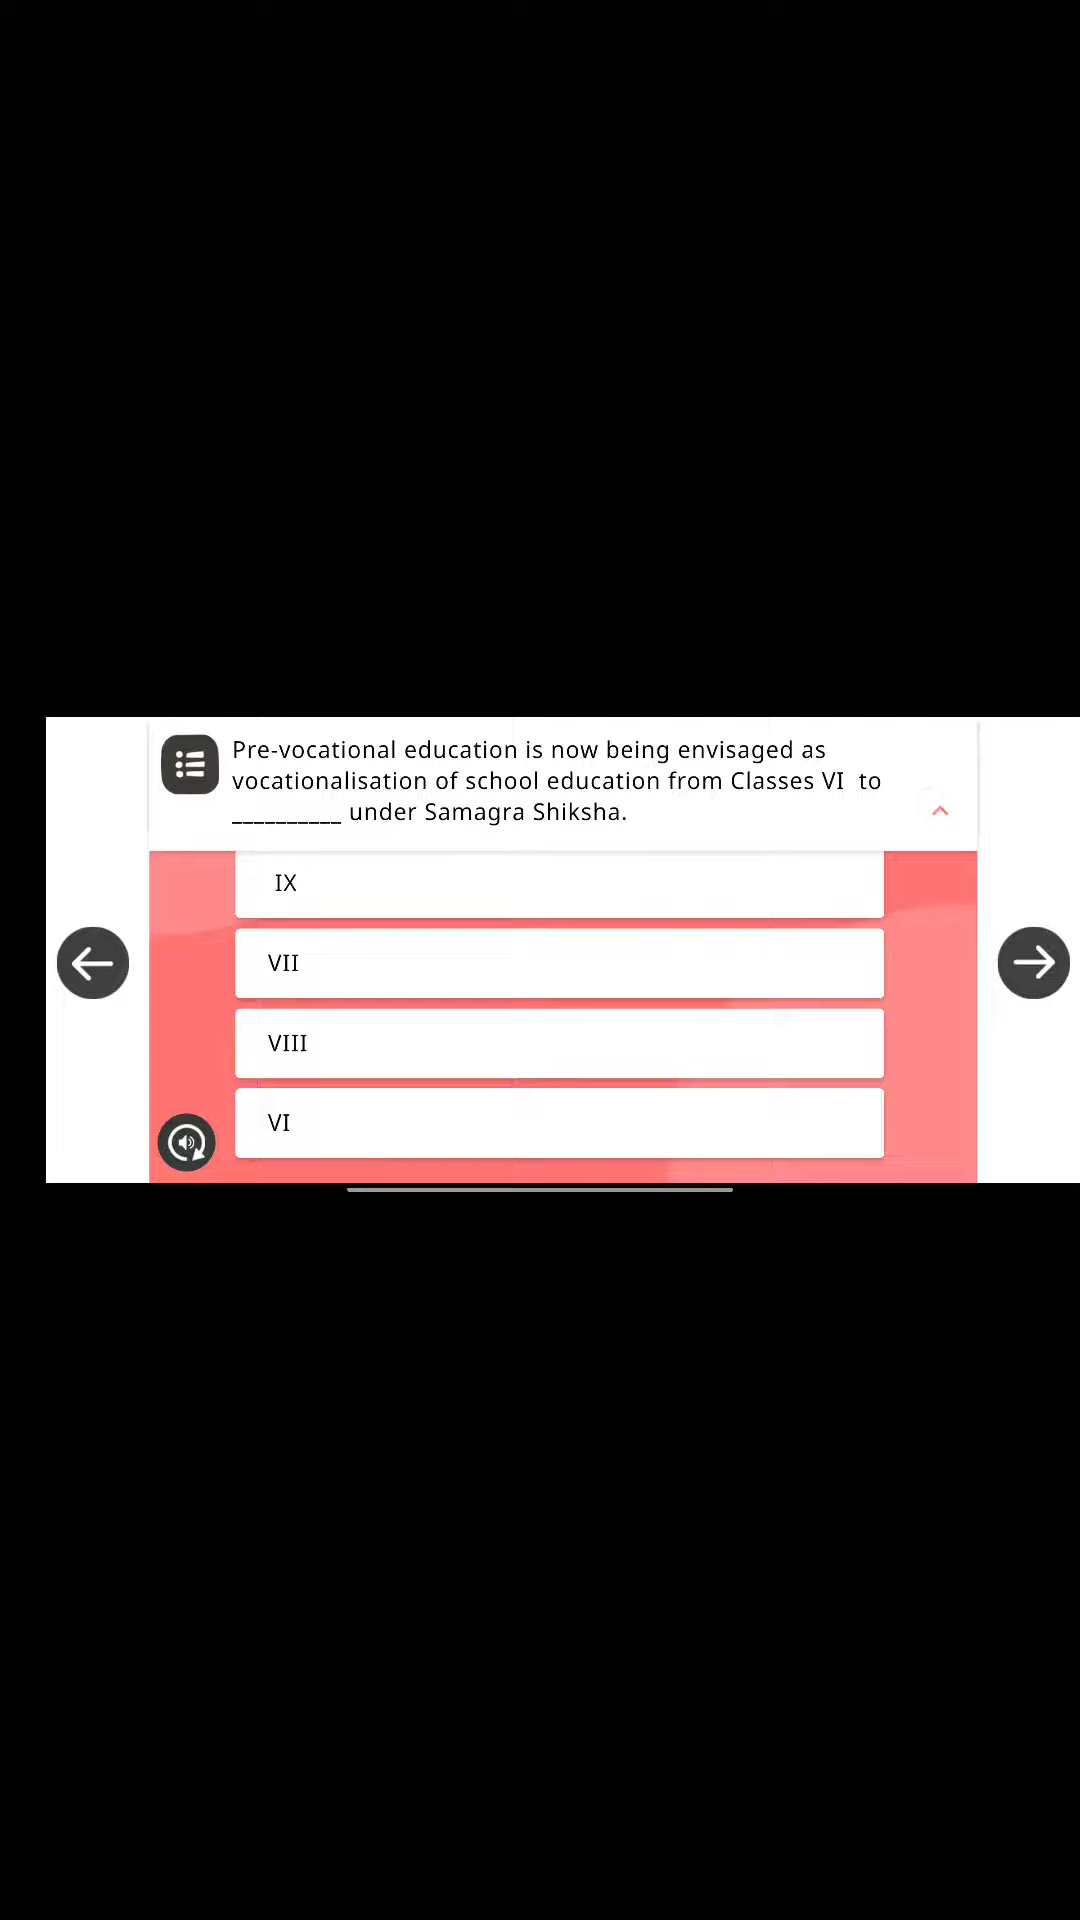 Pre-vocational education is now being envisaged as
vocationalisation of school education from Classes VI  to
__________ under Samagra Shiksha.
IX
VII
VIII
VI